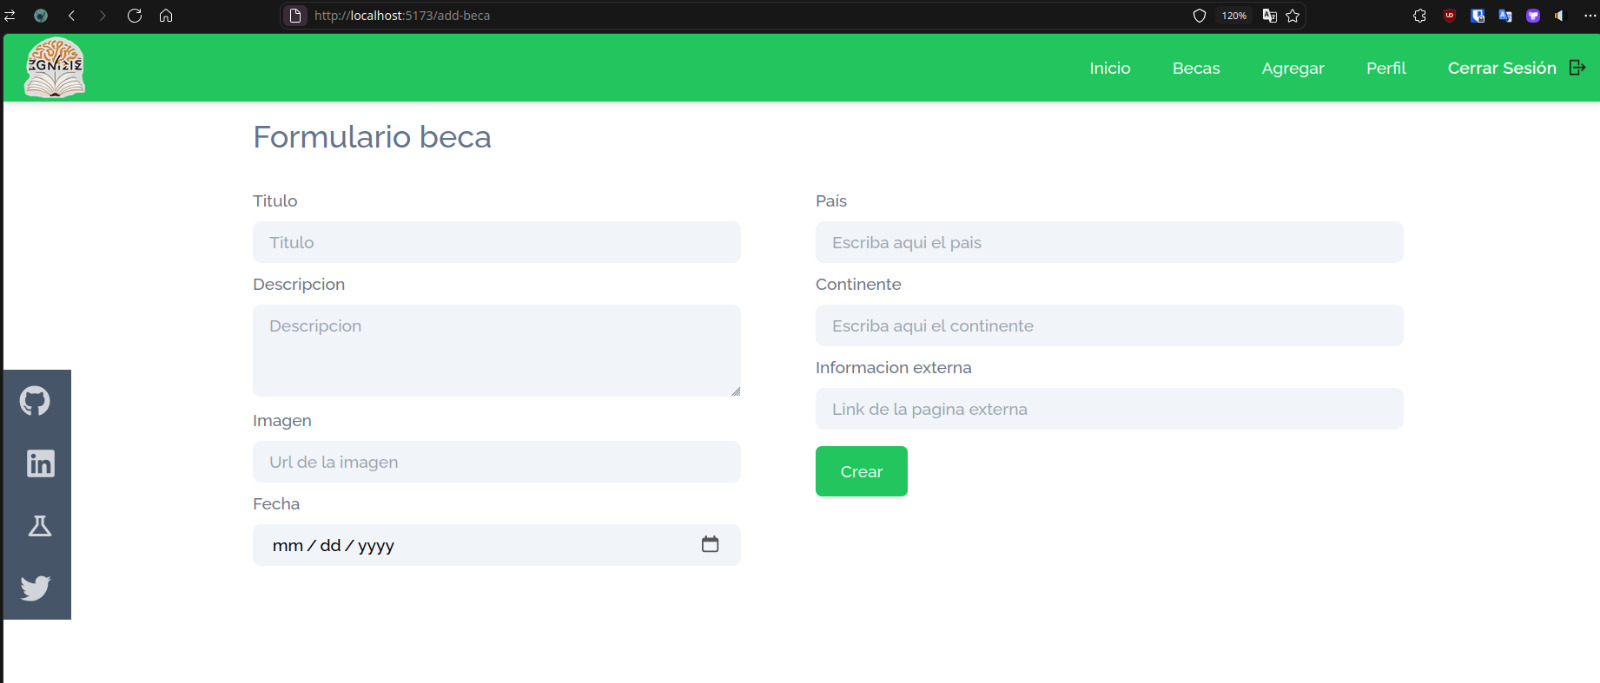 http://localhost:5173/add-beca
120%
Inicio Becas Agregar Perfil Cerrar Sesión
Formulario beca
Titulo
Titulo
Descripcion
Descripcion
Imagen
Url de la imagen
Fecha
mm / dd / yyyy
País
Escriba aqui el pais
Continente
Escriba aqui el continente
Informacion externa
Link de la pagina externa
Crear